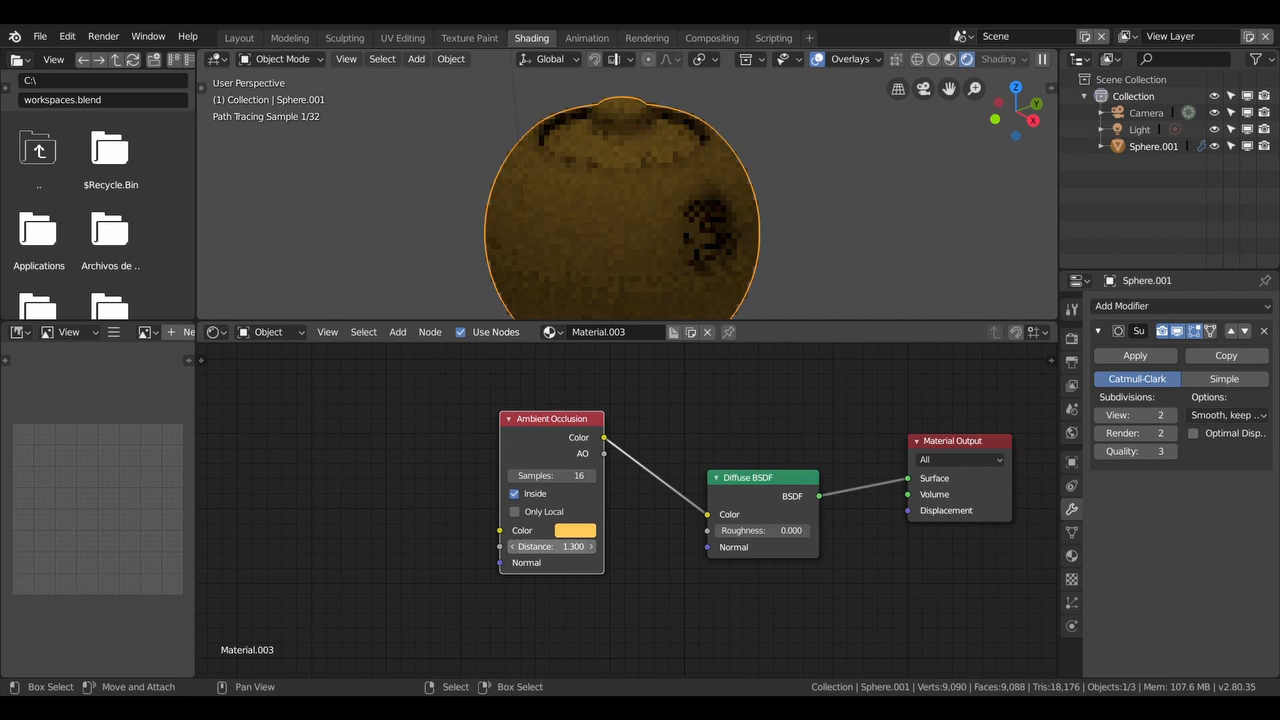 File Edit Render Window Help Layout Modeling Sculpting UV Editing Texture Paint Shading Animation Rendering Compositing Scripting + Scene View Layer
View Object Mode View Select Add Object Global Overlays Shading
C:\
workspaces.blend
..
$Recycle.Bin
Applications
Archivos de ..
User Perspective
(1) Collection | Sphere.001
Path Tracing Sample 1/32
Z
Y
X
Scene Collection
Collection
Camera
Light
Sphere.001
View Ne Object View Select Add Node Use Nodes Material.003
Ambient Occlusion
Color
AO
Samples: 16
Inside
Only Local
Color
Distance: 1.300
Normal
Diffuse BSDF
BSDF
Color
Roughness: 0.000
Normal
Material Output
All
Surface
Volume
Displacement
Material.003
Sphere.001
Add Modifier
Su
Apply Copy
Catmull-Clark Simple
Subdivisions: Options:
View: 2 Smooth, keep ..
Render: 2 Optimal Disp..
Quality: 3
Box Select Move and Attach Pan View Select Box Select Collection | Sphere.001 | Verts:9,090 | Faces:9,088 | Tris:18,176 | Objects:1/3 | Mem: 107.6 MB | v2.80.35